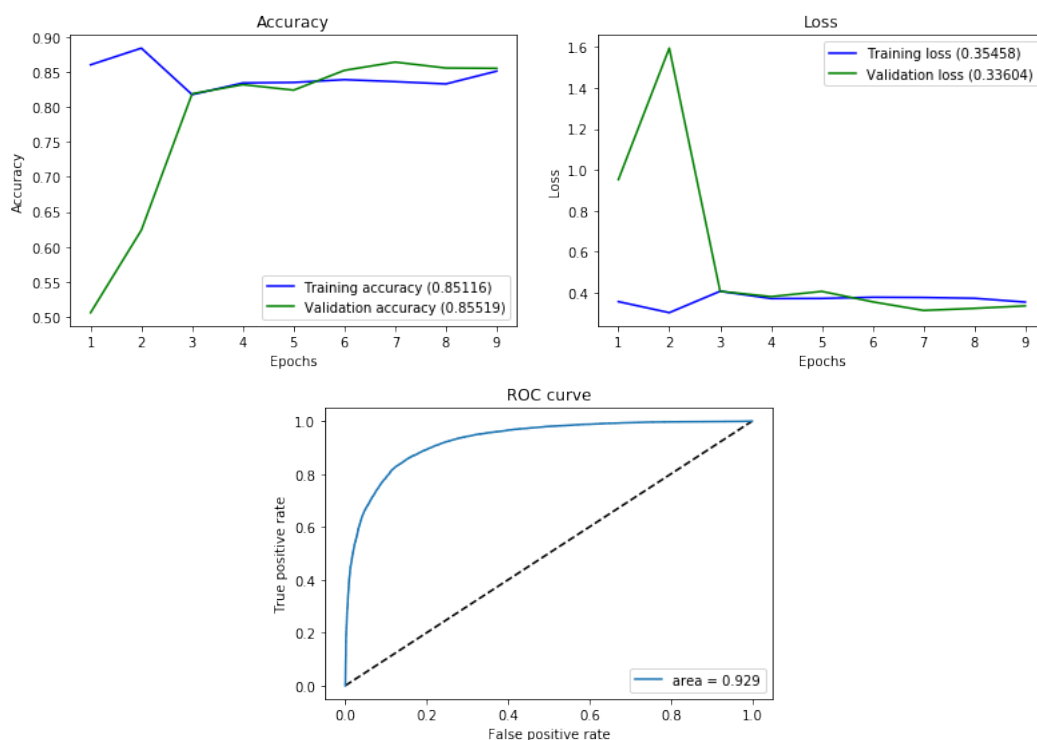 Accuracy
0.90
0.85
0.80
0.75
0.70
0.65
0.60
0.55
0.50
Accuracy
1 2 3 4 5 6 7 8 9
Epochs
Training accuracy (0.85116)
Validation accuracy (0.85519)
Loss
1.6
1.4
1.2
1.0
0.8
0.6
0.4
Loss
1 2 3 4 5 6 7 8 9
Epochs
Training loss (0.35458)
Validation loss (0.33604)
ROC curve
1.0
0.8
0.6
0.4
0.2
0.0
True positive rate
0.0 0.2 0.4 0.6 0.8 1.0
False positive rate
area = 0.929